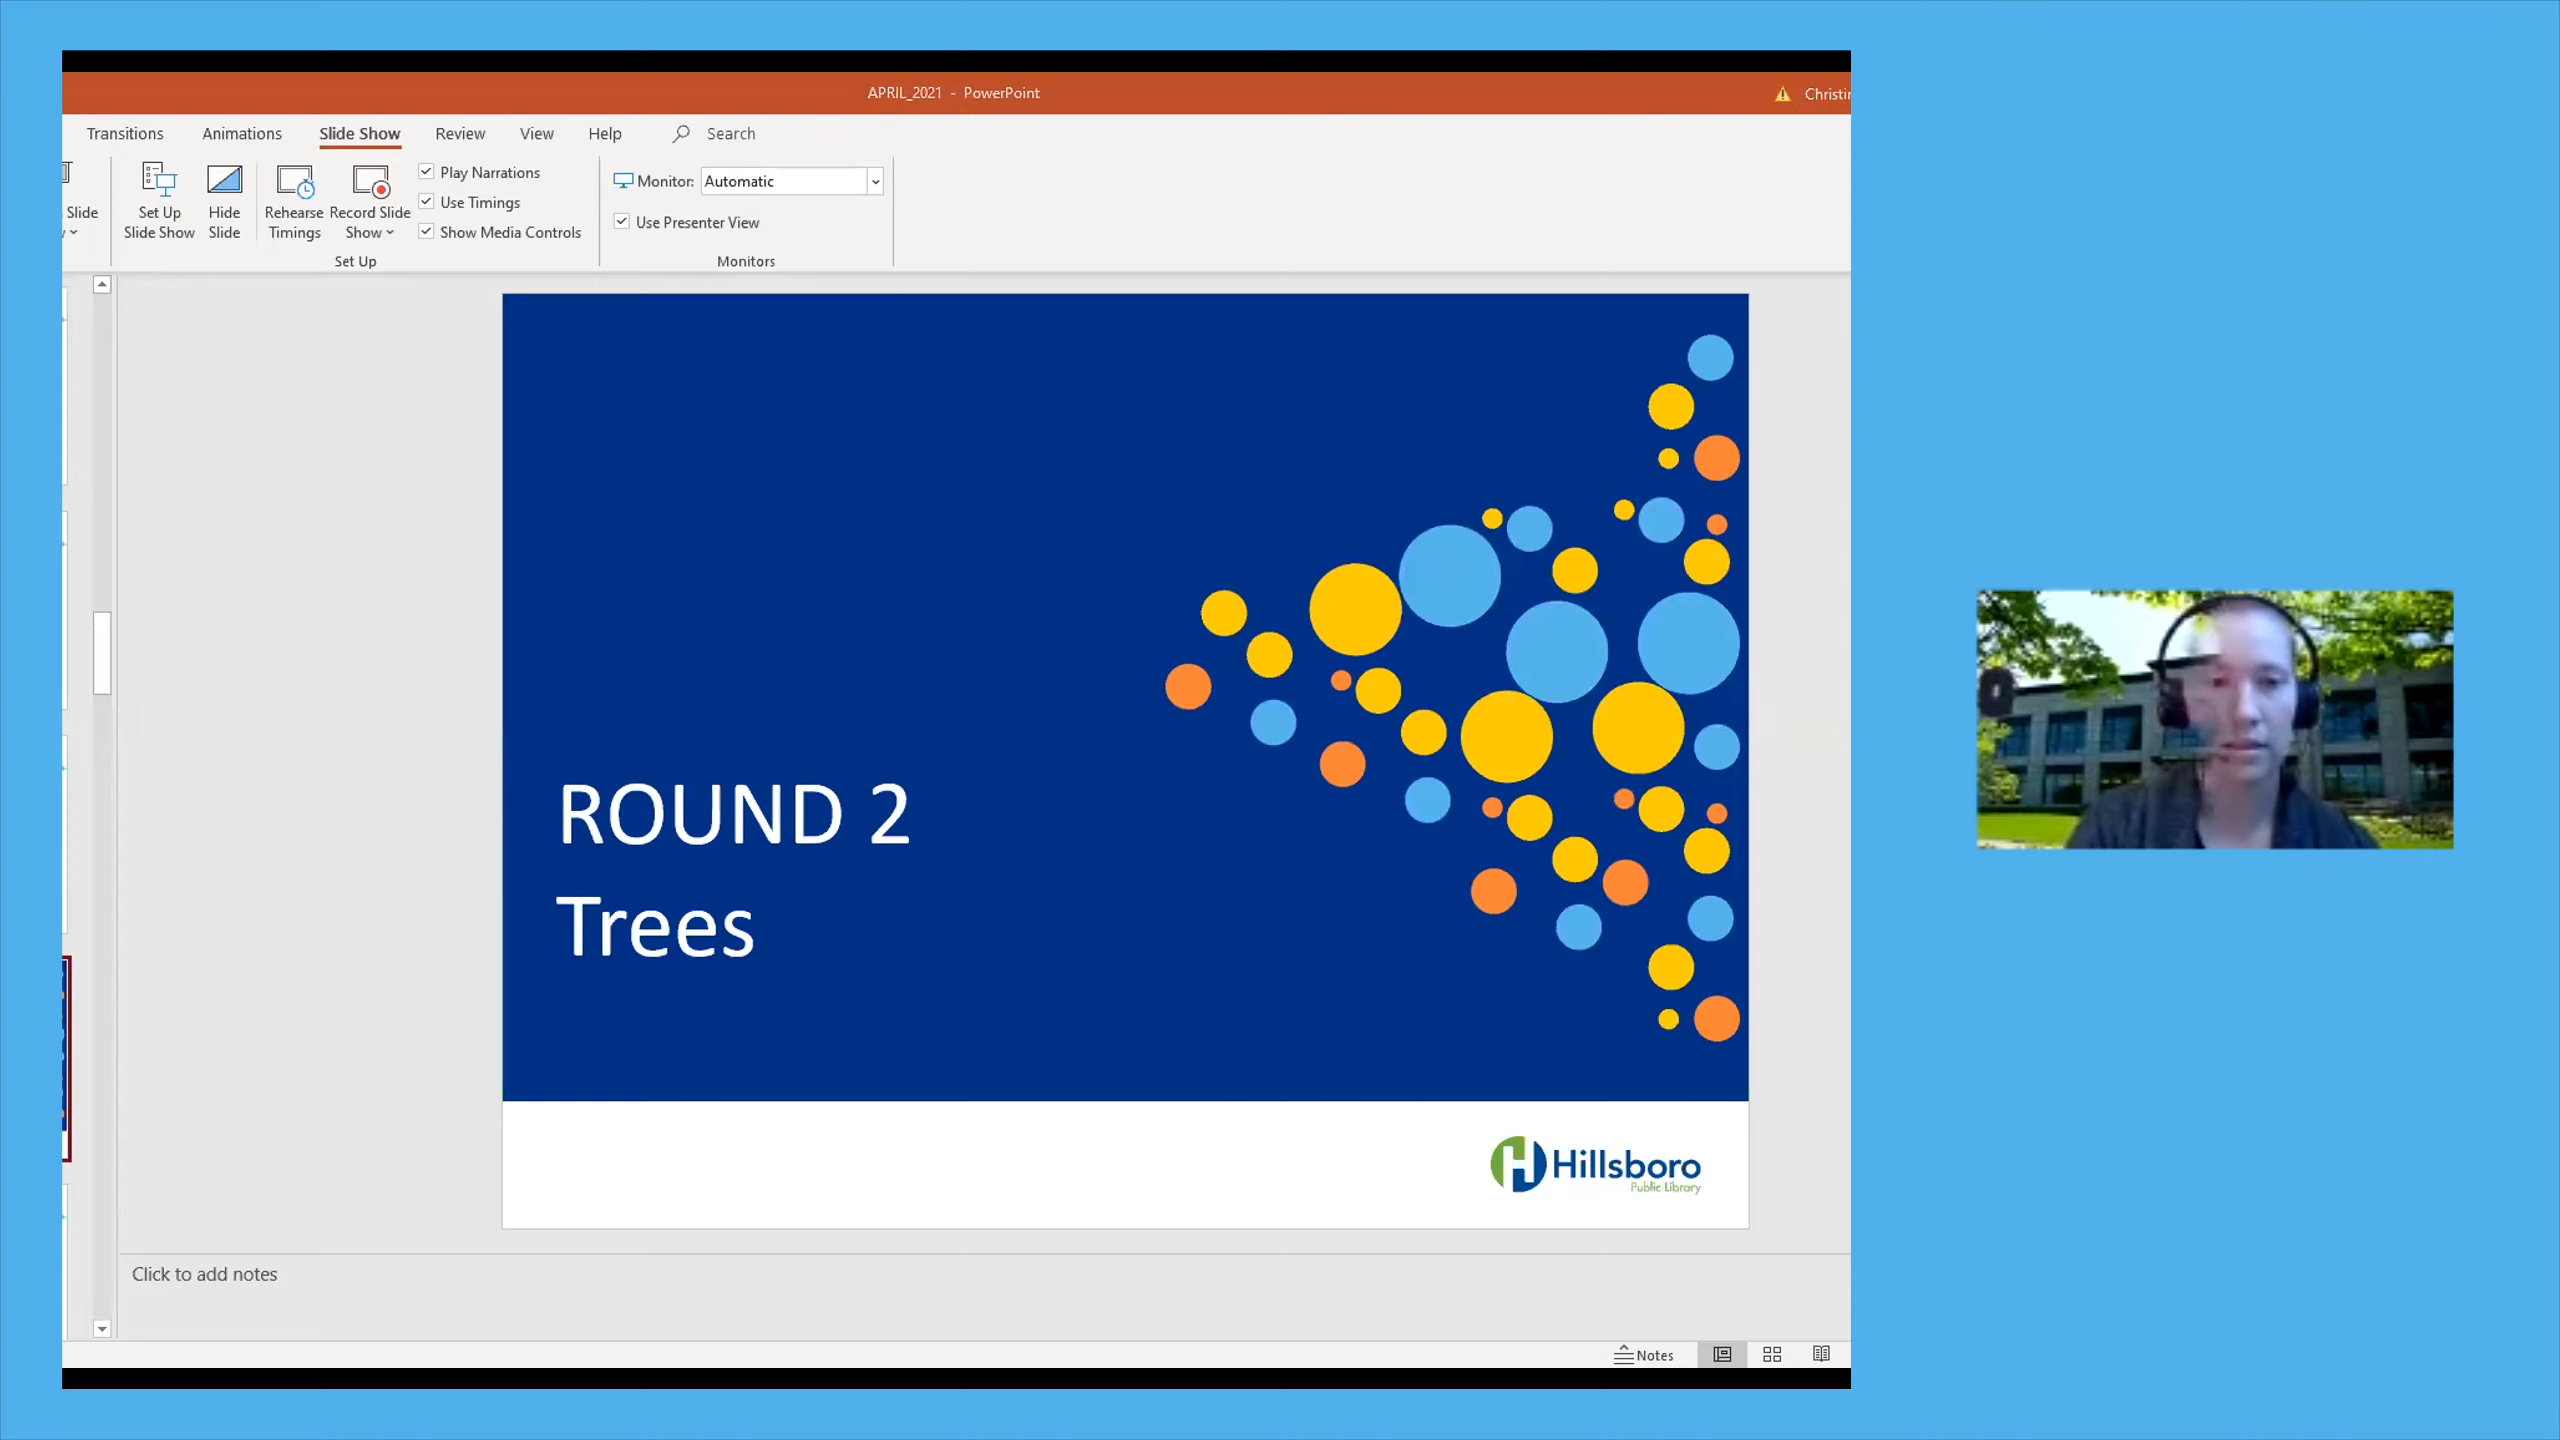 APRIL_2021 - PowerPoint
Christin
Transitions Animations Slide Show Review View Help Search
Slide
Set Up
Slide Show
Hide
Slide
Rehearse
Timings
Record Slide
Show
Play Narrations
Use Timings
Show Media Controls
Set Up
Monitor: Automatic
Use Presenter View
Monitors
ROUND 2
Trees
Hillsboro
Public Library
Click to add notes
Notes